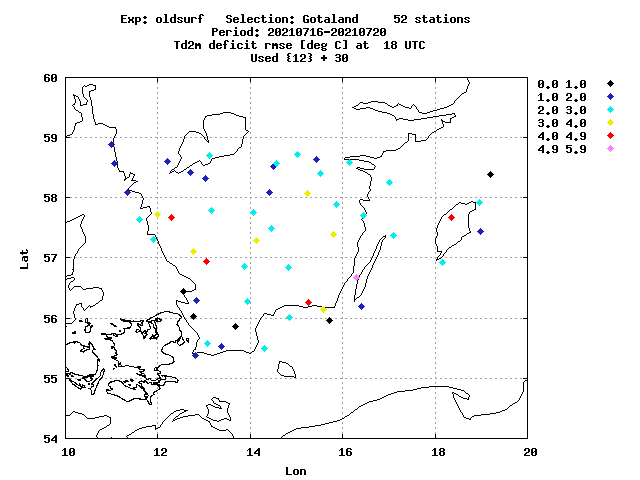 Exp: oldsurf   Selection: Gotaland     52 stations
Period: 20210716-20210720
Td2m deficit rmse [deg C] at  18 UTC
Used {12} + 30
0.0 1.0
1.0 2.0
2.0 3.0
3.0 4.0
4.0 4.9
4.9 5.9
60
59
58
57
56
55
54
Lat
10 12 14 16 18 20
Lon